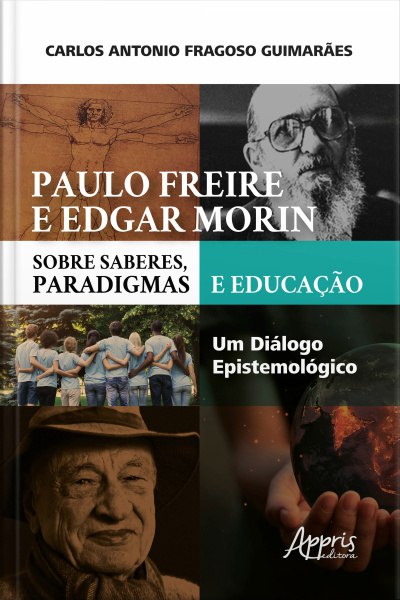 CARLOS ANTONIO FRAGOSO GUIMARÃES
PAULO FREIRE
E EDGAR MORIN
SOBRE SABERES,
PARADIGMAS E EDUCAÇÃO
Um Diálogo
Epistemológico
Appris
editora